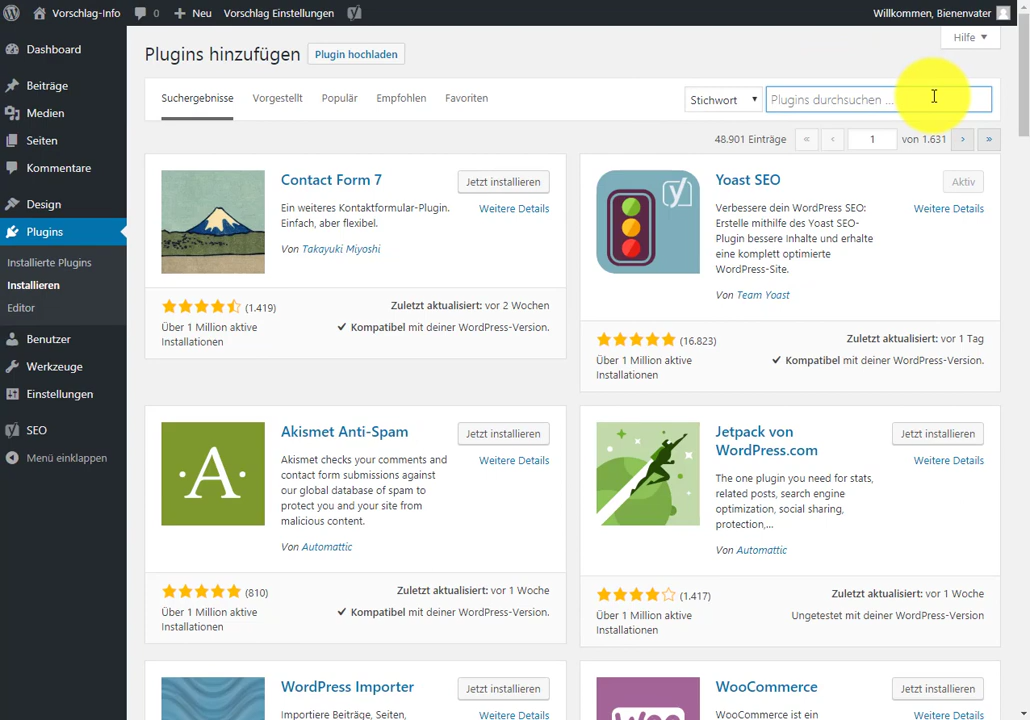 Vorschlag-Info 0 Neu Vorschlag Einstellungen Willkommen, Bienenvater
Dashboard
Beiträge
Medien
Seiten
Kommentare
Design
Plugins
Installierte Plugins
Installieren
Editor
Benutzer
Werkzeuge
Einstellungen
SEO
Menü einklappen
Hilfe ▼
Plugins hinzufügen Plugin hochladen
Suchergebnisse Vorgestellt Populär Empfohlen Favoriten Stichwort ▼ Plugins durchsuchen ...
48.901 Einträge « ‹ 1 von 1.631 › »
Contact Form 7
Jetzt installieren
Weitere Details
Ein weiteres Kontaktformular-Plugin.
Einfach, aber flexibel.
Von Takayuki Miyoshi
(1.419)
Über 1 Million aktive
Installationen
Zuletzt aktualisiert: vor 2 Wochen
✔ Kompatibel mit deiner WordPress-Version.
Yoast SEO
Aktiv
Weitere Details
Verbessere dein WordPress SEO:
Erstelle mithilfe des Yoast SEO-
Plugin bessere Inhalte und erhalte
eine komplett optimierte
WordPress-Site.
Von Team Yoast
(16.823)
Über 1 Million aktive
Installationen
Zuletzt aktualisiert: vor 1 Tag
✔ Kompatibel mit deiner WordPress-Version.
·A·
Akismet Anti-Spam
Jetzt installieren
Weitere Details
Akismet checks your comments and
contact form submissions against
our global database of spam to
protect you and your site from
malicious content.
Von Automattic
(810)
Über 1 Million aktive
Installationen
Zuletzt aktualisiert: vor 1 Woche
✔ Kompatibel mit deiner WordPress-Version.
Jetpack von
WordPress.com
Jetzt installieren
Weitere Details
The one plugin you need for stats,
related posts, search engine
optimization, social sharing,
protection,...
Von Automattic
(1.417)
Über 1 Million aktive
Installationen
Zuletzt aktualisiert: vor 1 Woche
Ungetestet mit deiner WordPress-Version
WordPress Importer
Jetzt installieren
Weitere Details
Importiere Beiträge, Seiten,
Woo
WooCommerce
Jetzt installieren
Weitere Details
WooCommerce ist ein